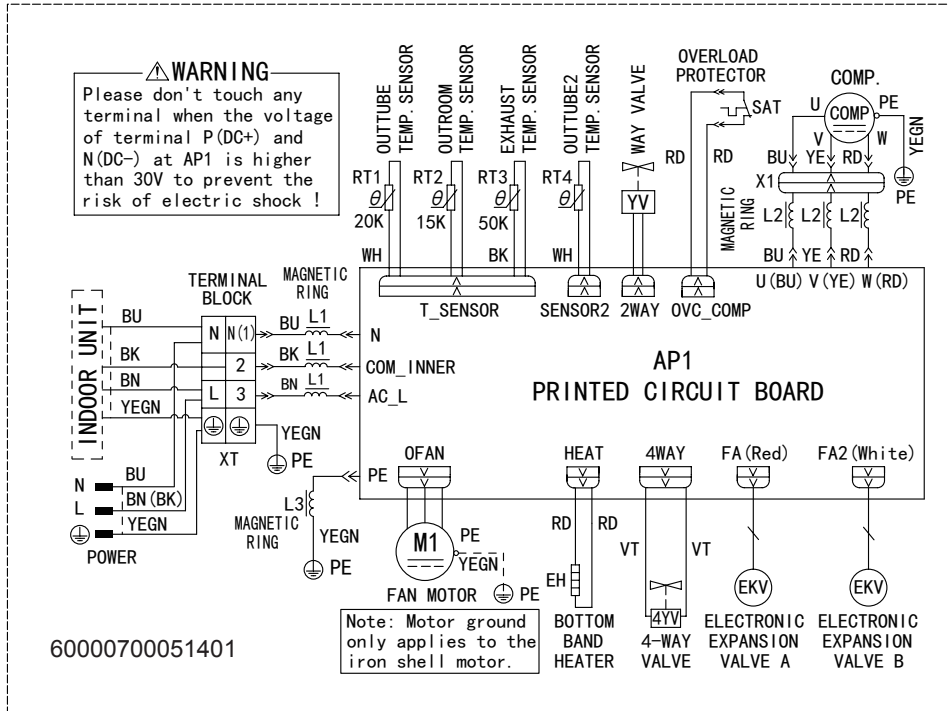 WARNING
Please don't touch any
terminal when the voltage
of terminal P(DC+) and
N(DC-) at AP1 is higher
than 30V to prevent the
risk of electric shock !
OUTTUBE
TEMP. SENSOR
OUTROOM
TEMP. SENSOR
EXHAUST
TEMP. SENSOR
OUTTUBE2
TEMP. SENSOR
WAY VALVE
OVERLOAD
PROTECTOR
SAT
COMP.
U
COMP
PE
V
W
YEGN
RT1
θ
20K
RT2
θ
15K
RT3
θ
50K
RT4
θ
YV
RD
RD
BU
YE
RD
X1
PE
MAGNETIC
RING
L2
L2
L2
WH
BK
WH
BU
YE
RD
U(BU) V(YE) W(RD)
T_SENSOR
SENSOR2
2WAY
OVC_COMP
TERMINAL
BLOCK
MAGNETIC
RING
INDOOR UNIT
BU
BK
BN
YEGN
N
N(1)
BU
L1
N
2
BK
L1
COM_INNER
L
3
BN
L1
AC_L
XT
YEGN
PE
AP1
PRINTED CIRCUIT BOARD
N
BU
L
BN(BK)
YEGN
POWER
PE
L3
MAGNETIC
RING
YEGN
PE
OFAN
HEAT
4WAY
FA(Red)
FA2(White)
M1
PE
YEGN
PE
FAN MOTOR
RD
RD
EH
BOTTOM
BAND
HEATER
VT
VT
4YV
4-WAY
VALVE
EKV
ELECTRONIC
EXPANSION
VALVE A
EKV
ELECTRONIC
EXPANSION
VALVE B
Note: Motor ground
only applies to the
iron shell motor.
60000700051401